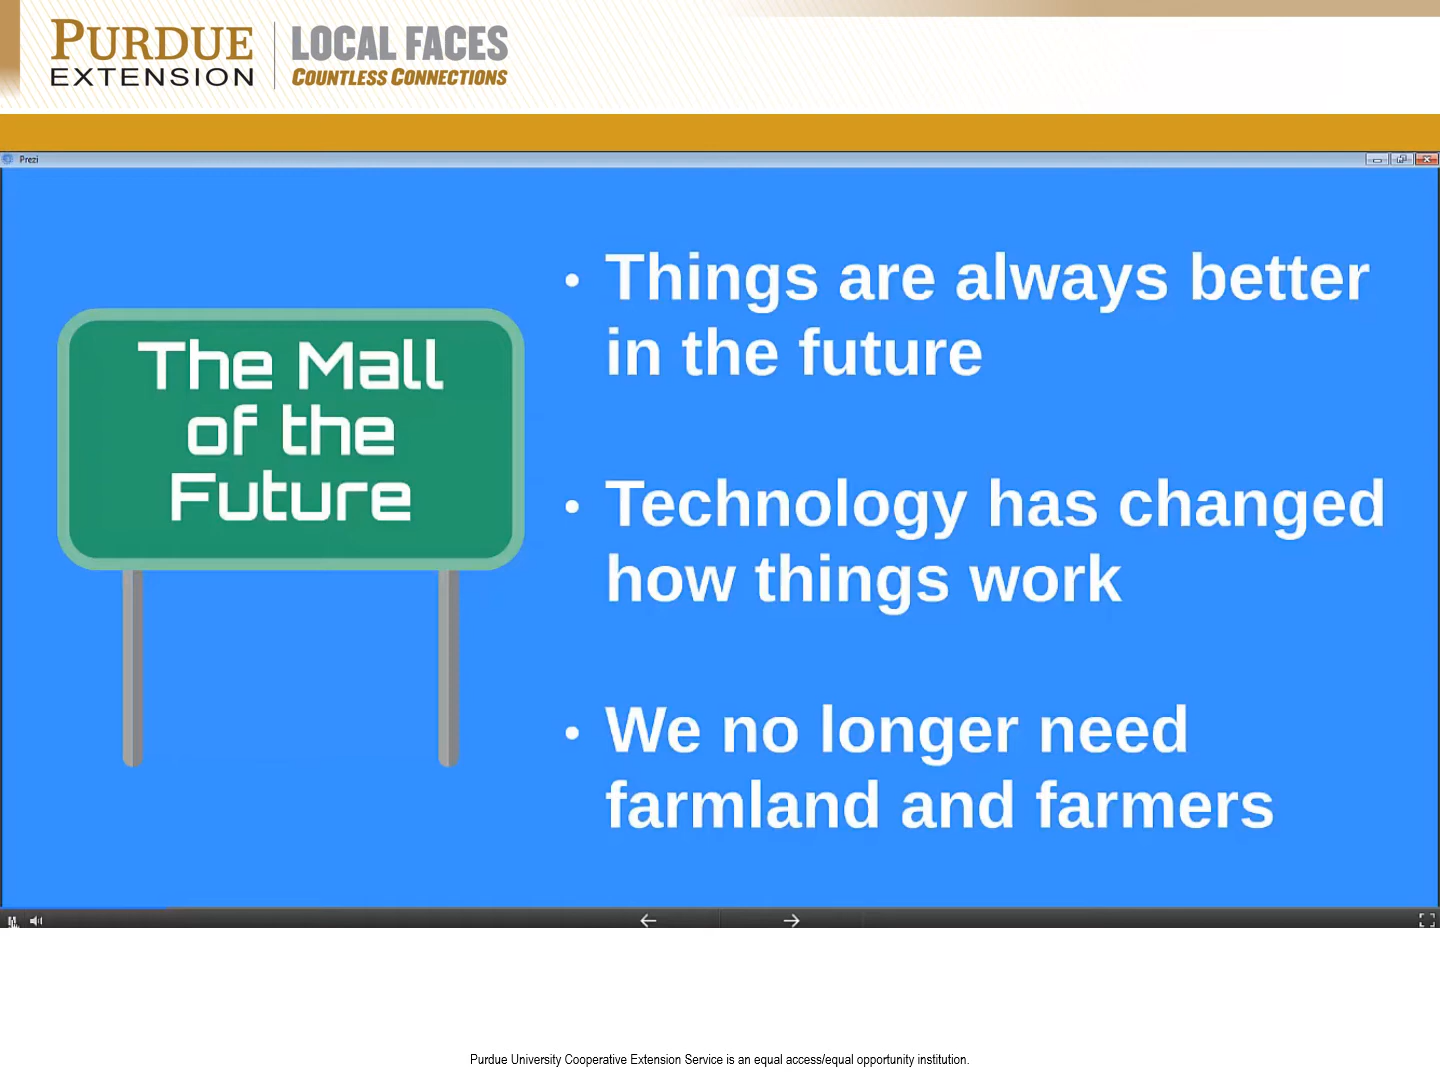 PURDUE
EXTENSION
LOCAL FACES
COUNTLESS CONNECTIONS
Prezi
The Mall
of the
Future
• Things are always better
in the future
• Technology has changed
how things work
• We no longer need
farmland and farmers
Purdue University Cooperative Extension Service is an equal access/equal opportunity institution.